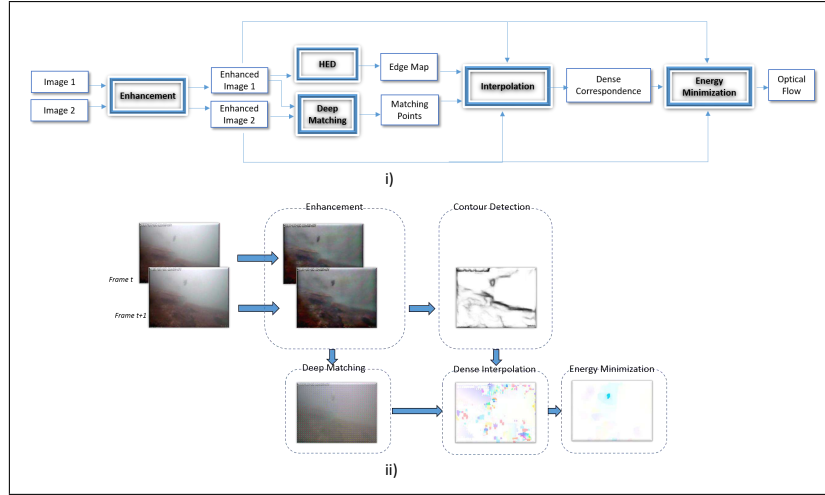 Image 1
Image 2
Enhancement
Enhanced
Image 1
Enhanced
Image 2
HED
Deep
Matching
Edge Map
Matching
Points
Interpolation
Dense
Correspondence
Energy
Minimization
Optical
Flow
i)
Enhancement
Contour Detection
Frame t
Frame t+1
Deep Matching
Dense Interpolation
Energy Minimization
ii)